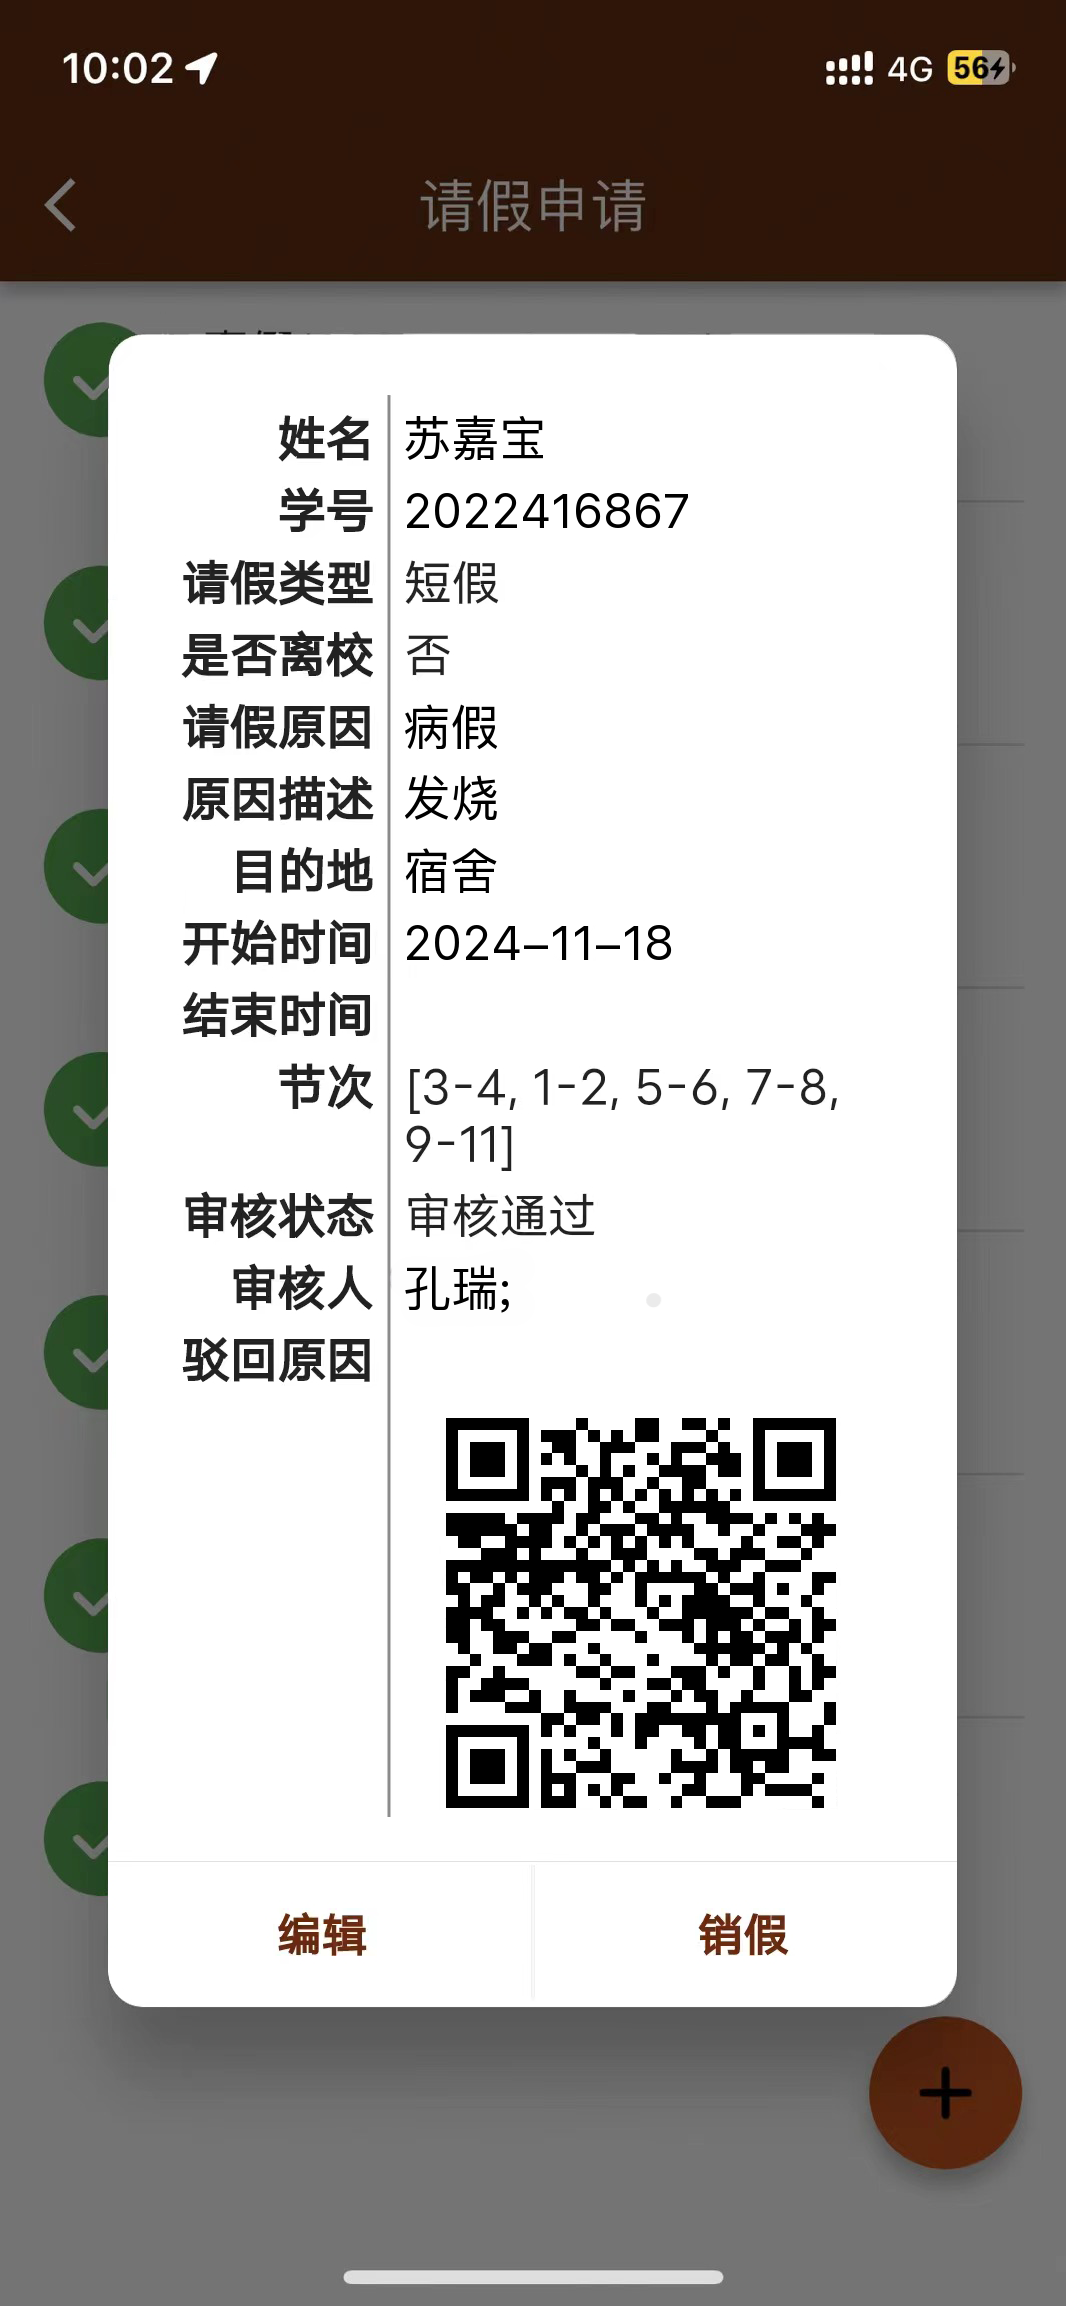 10:02
4G
56
请假申请
姓名 苏嘉宝
学号 2022416867
请假类型 短假
是否离校 否
请假原因 病假
原因描述 发烧
目的地 宿舍
开始时间 2024-11-18
结束时间
节次 [3-4, 1-2, 5-6, 7-8,
9-11]
审核状态 审核通过
审核人 孔瑞;
驳回原因
编辑
销假